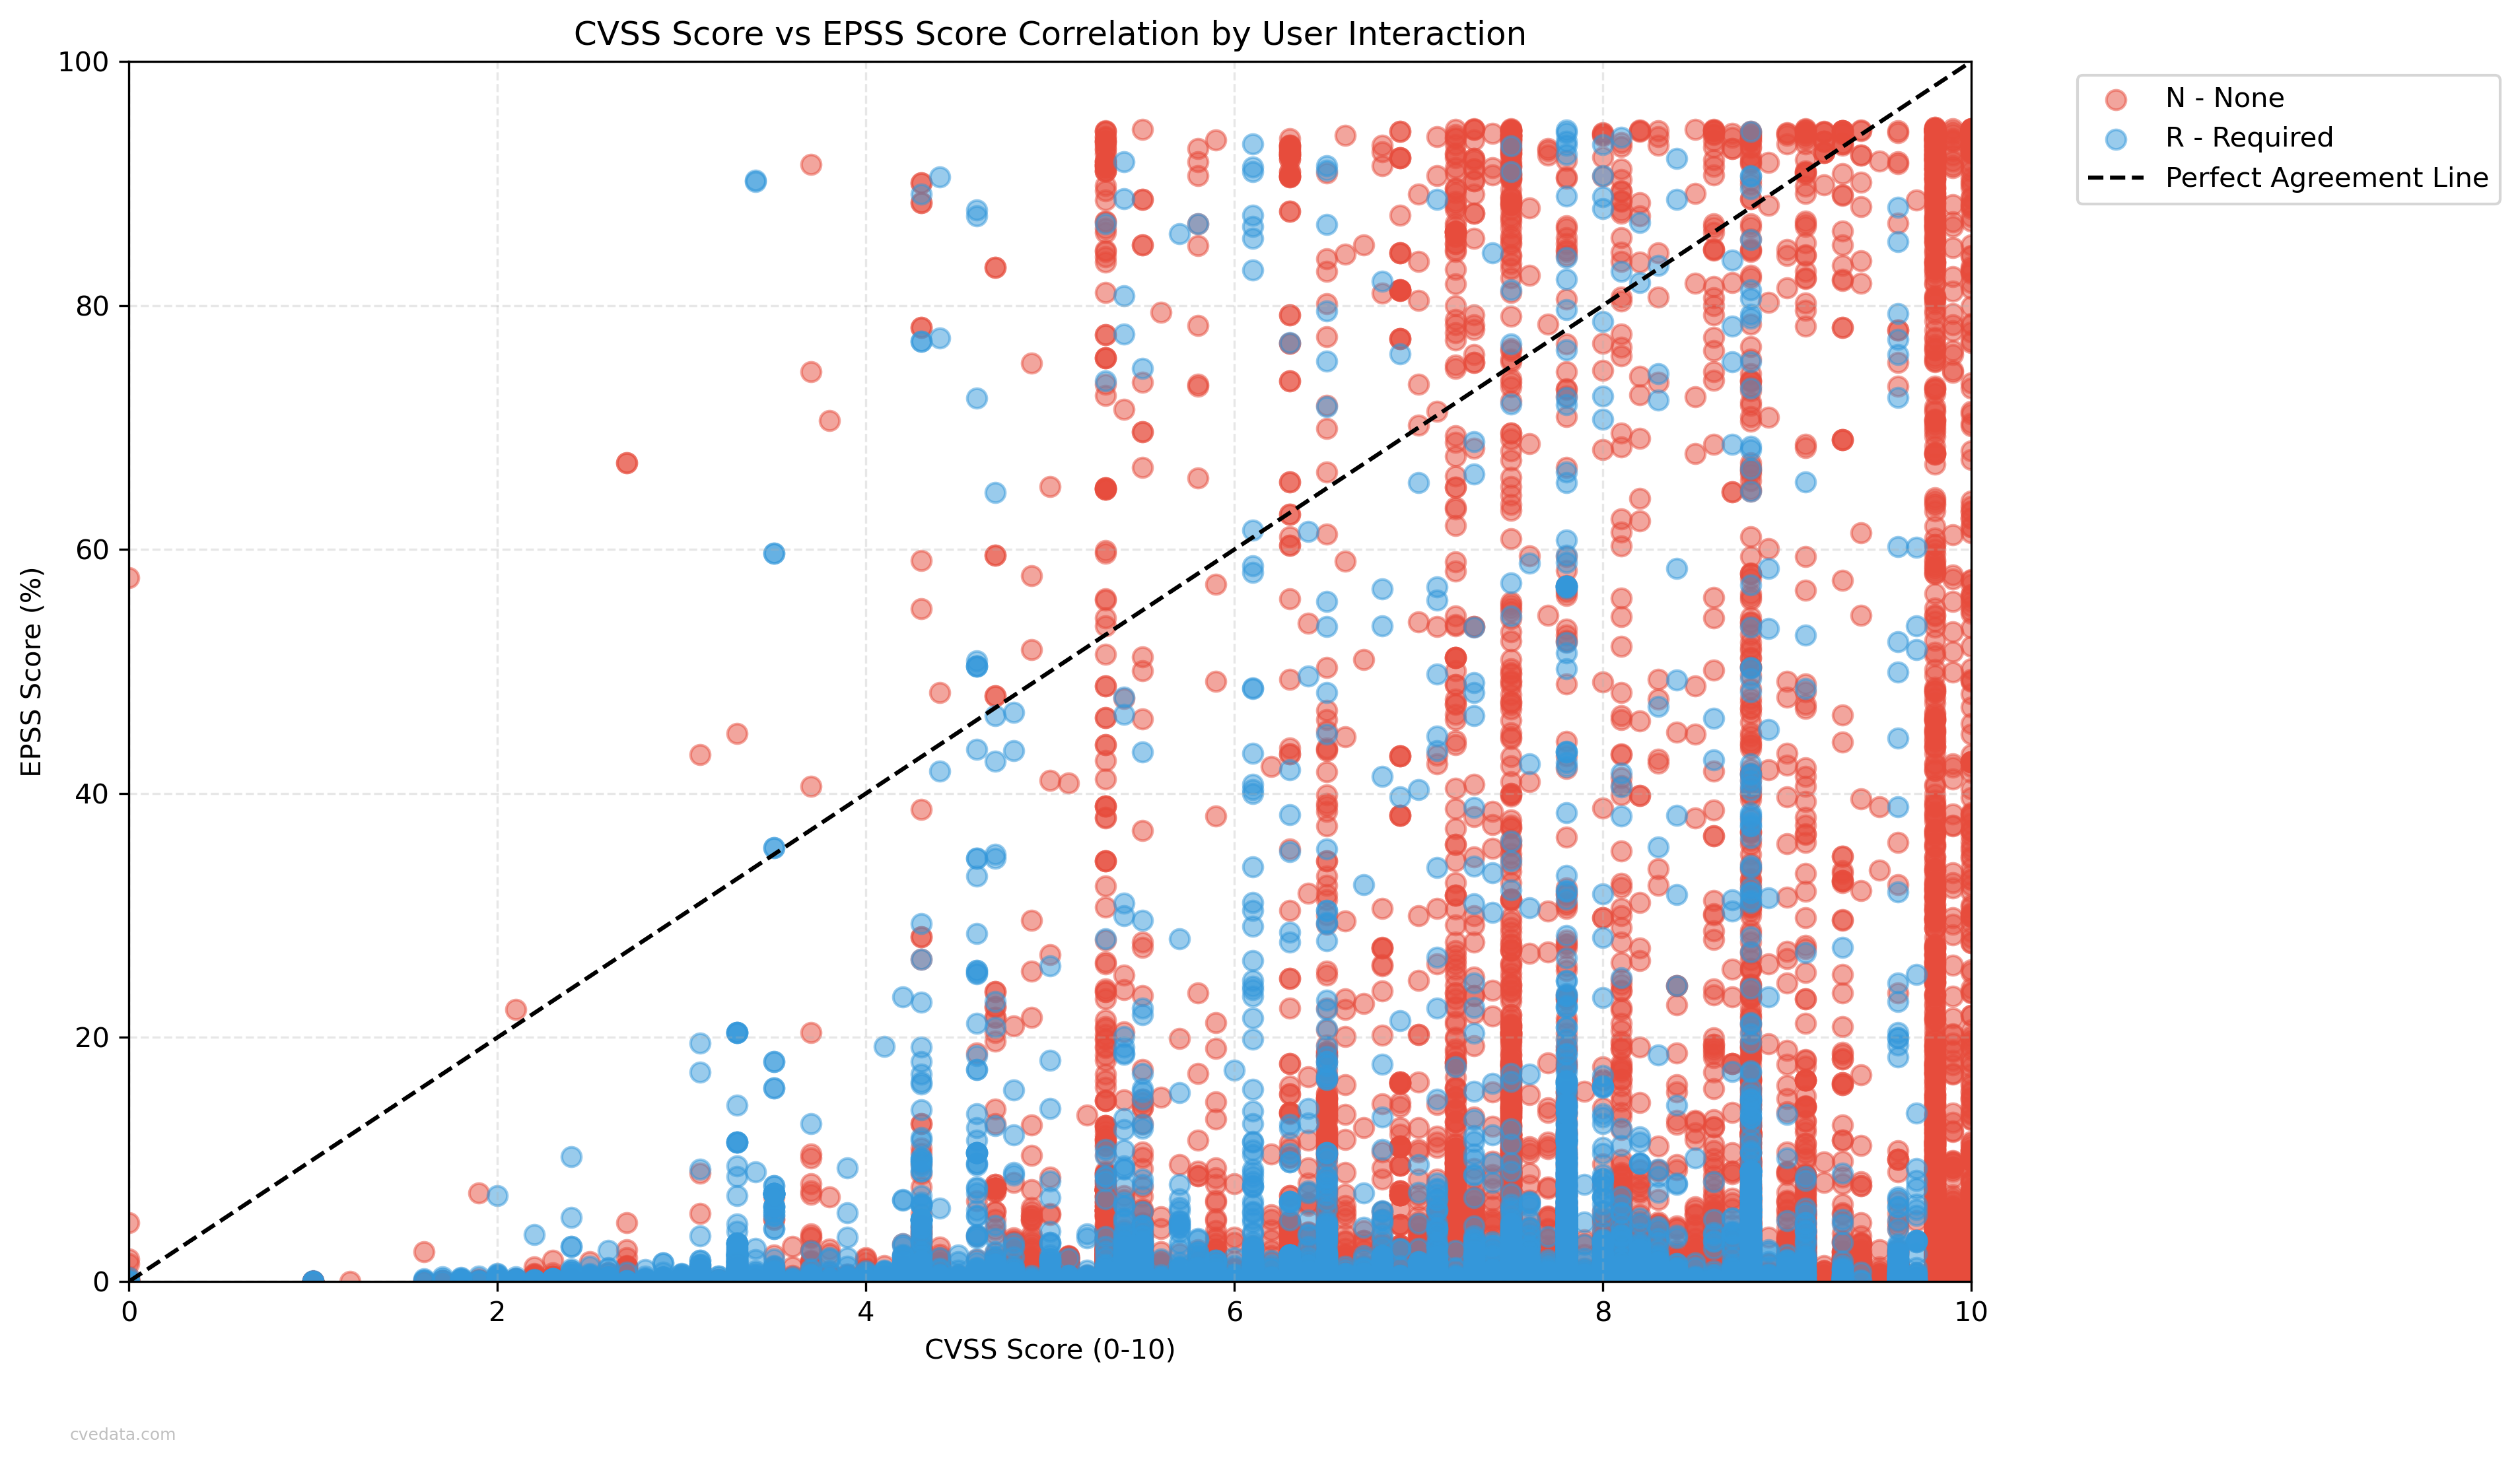 CVSS Score vs EPSS Score Correlation by User Interaction
100
80
60
40
20
0
EPSS Score (%)
0 2 4 6 8 10
CVSS Score (0-10)
N - None
R - Required
Perfect Agreement Line
cvedata.com